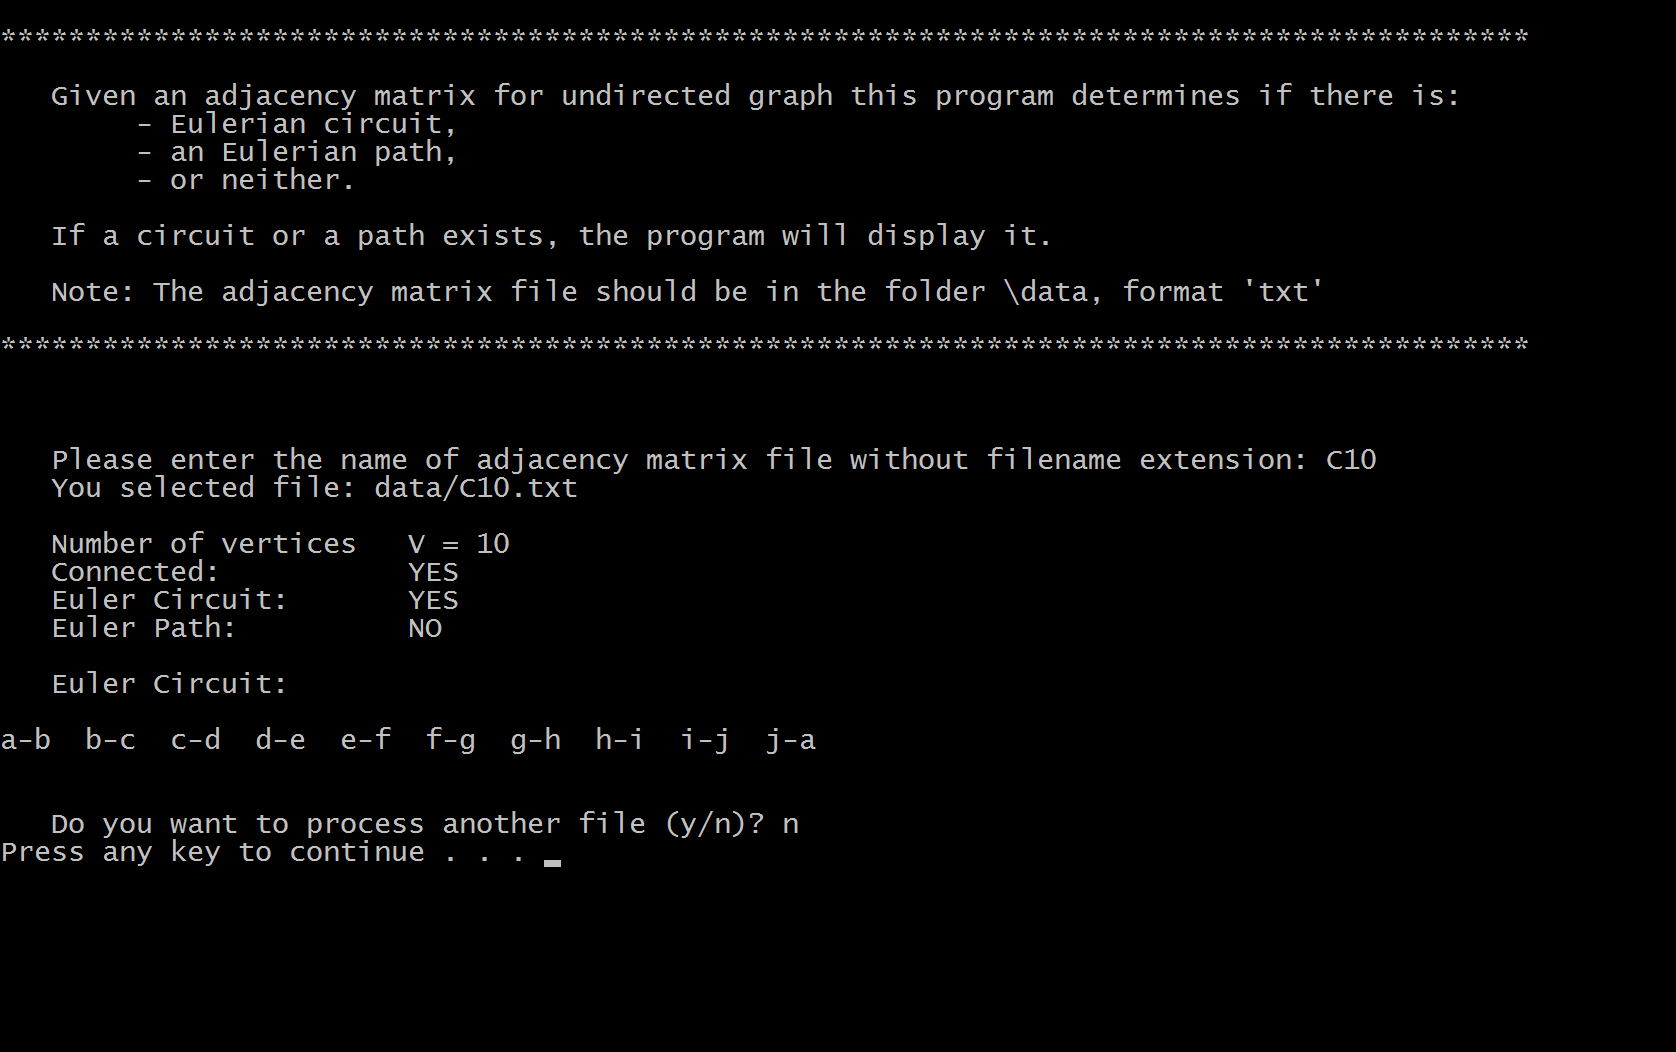 ******************************************************************************************
Given an adjacency matrix for undirected graph this program determines if there is:
- Eulerian circuit,
- an Eulerian path,
- or neither.
If a circuit or a path exists, the program will display it.
Note: The adjacency matrix file should be in the folder \data, format 'txt'
******************************************************************************************
Please enter the name of adjacency matrix file without filename extension: C10
You selected file: data/C10.txt
Number of vertices   V = 10
Connected:           YES
Euler Circuit:       YES
Euler Path:          NO
Euler Circuit:
a-b  b-c  c-d  d-e  e-f  f-g  g-h  h-i  i-j  j-a
Do you want to process another file (y/n)? n
Press any key to continue . . .